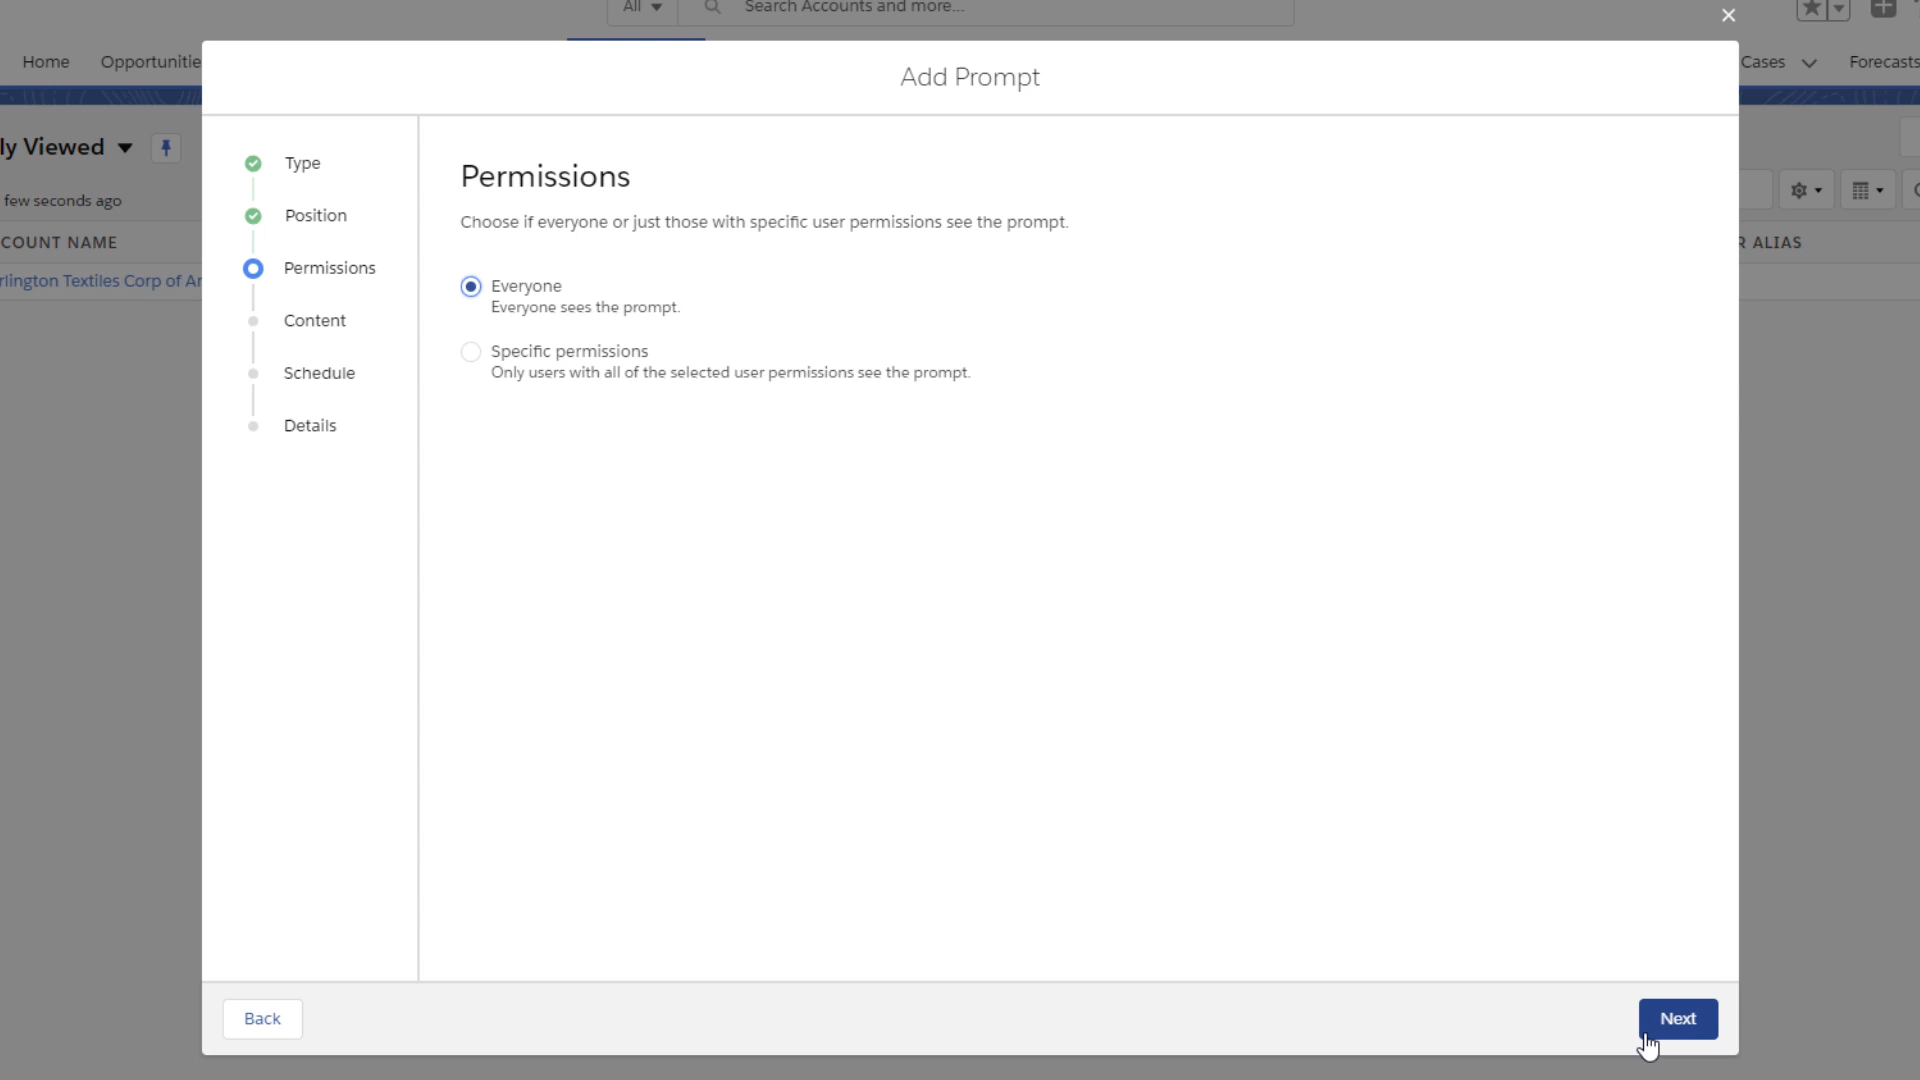 All
Search Accounts and more...
Home
Opportunitie
Cases
Forecasts
Add Prompt
ly Viewed
few seconds ago
COUNT NAME
R ALIAS
rlington Textiles Corp of Ar
Type
Position
Permissions
Content
Schedule
Details
Permissions
Choose if everyone or just those with specific user permissions see the prompt.
Everyone
Everyone sees the prompt.
Specific permissions
Only users with all of the selected user permissions see the prompt.
Back
Next